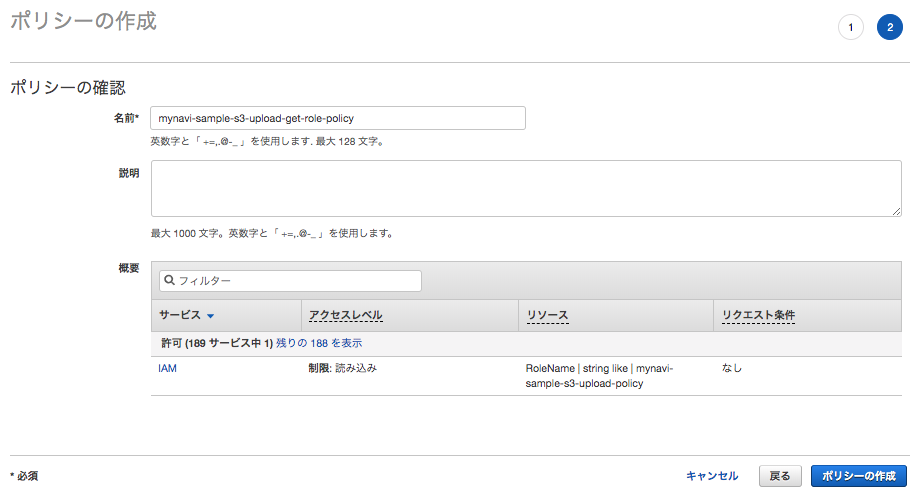 ポリシーの作成
1
2
ポリシーの確認
名前*
mynavi-sample-s3-upload-get-role-policy
英数字と「 +=,.@-_ 」を使用します. 最大 128 文字。
説明
最大 1000 文字。英数字と「 +=,.@-_ 」を使用します。
概要
フィルター
サービス アクセスレベル リソース リクエスト条件
許可 (189 サービス中 1) 残りの 188 を表示
IAM 制限: 読み込み RoleName | string like | mynavi- なし
sample-s3-upload-policy
* 必須
キャンセル 戻る ポリシーの作成